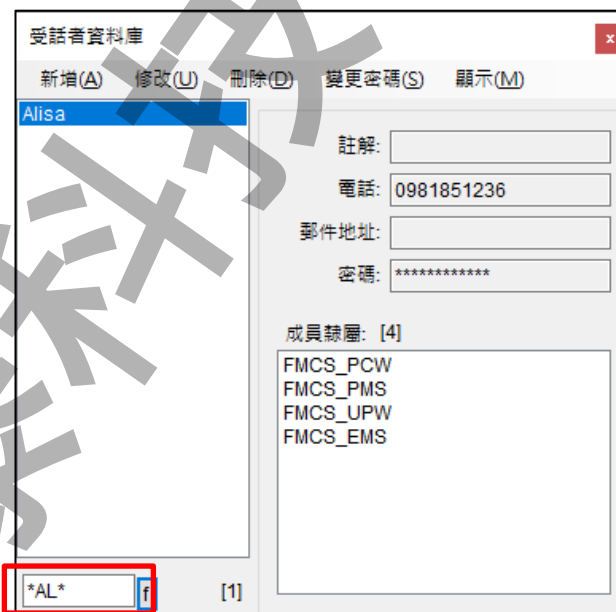 受話者資料庫
x
新增(A) 修改(U) 刪除(D) 變更密碼(S) 顯示(M)
Alisa
註解:
電話: 0981851236
郵件地址:
密碼: ************
成員隸屬: [4]
FMCS_PCW
FMCS_PMS
FMCS_UPW
FMCS_EMS
*AL* f [1]